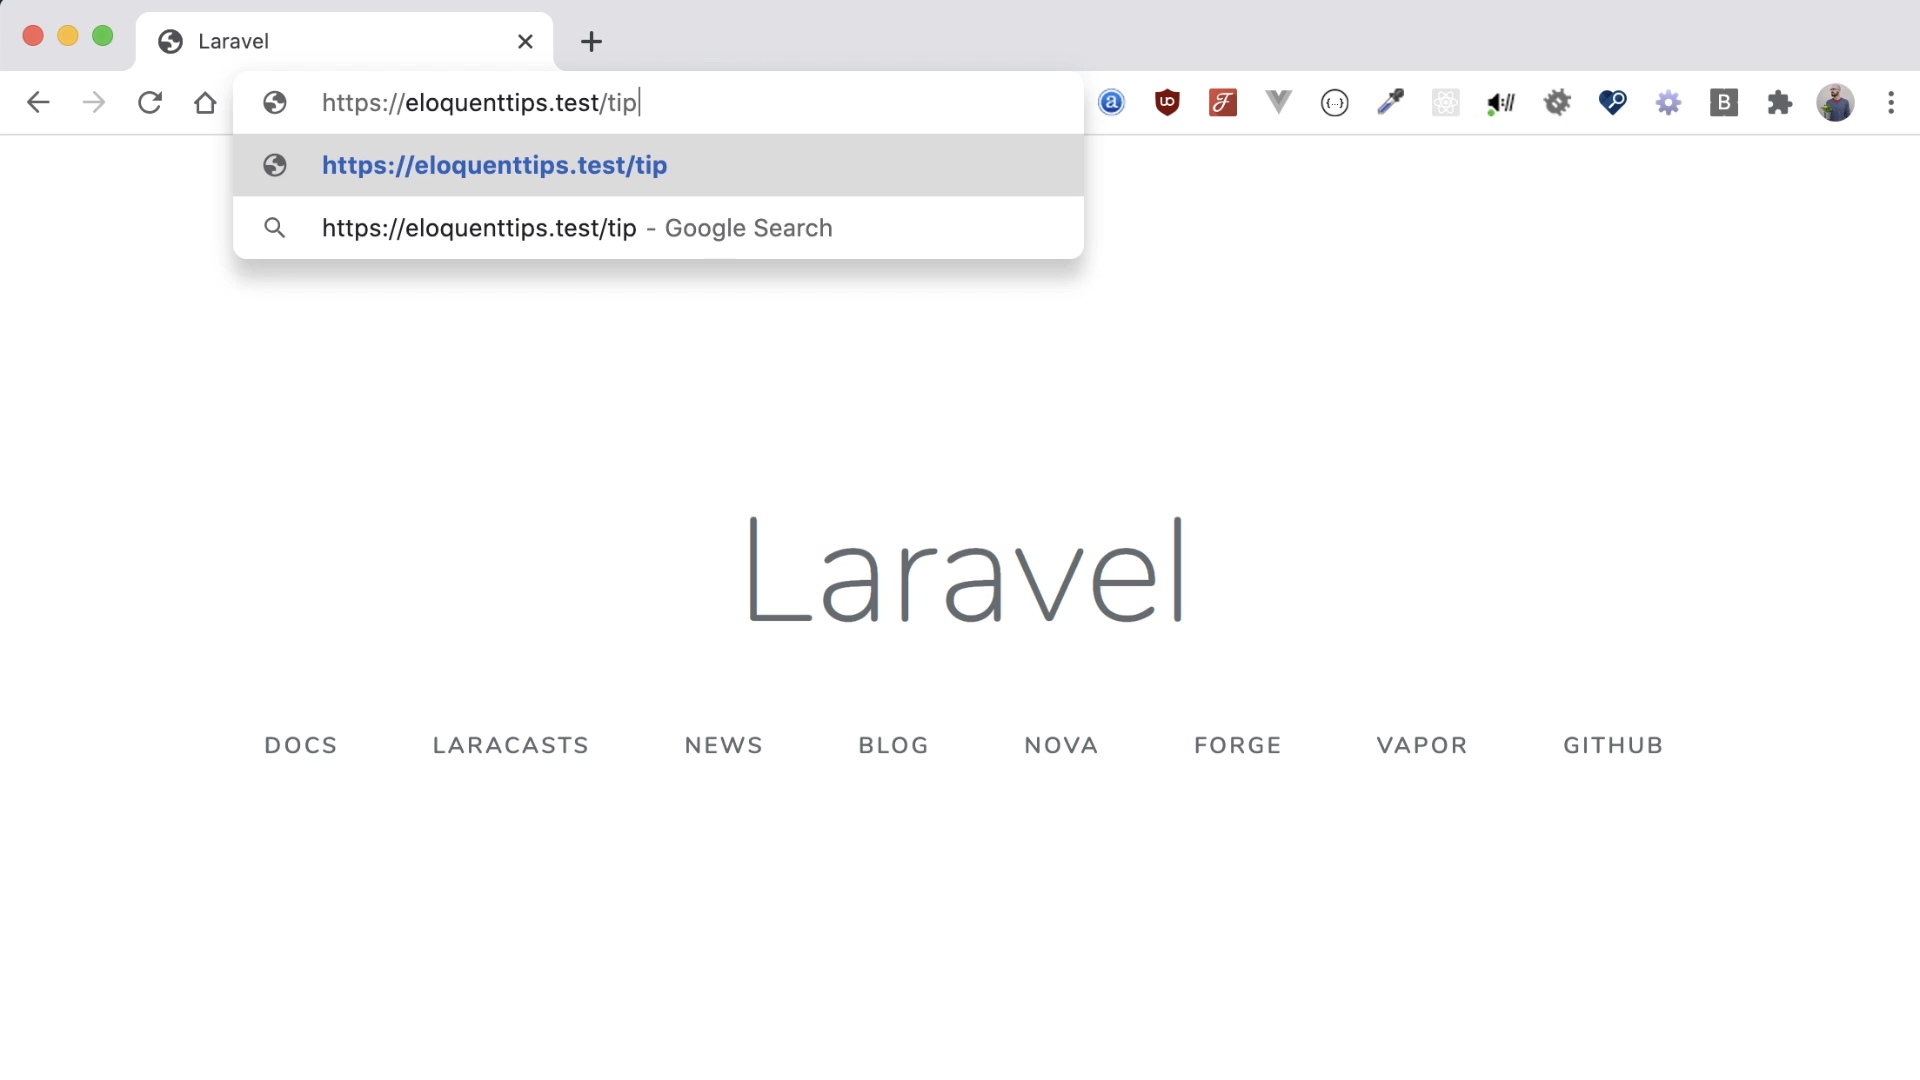 Laravel
https://eloquenttips.test/tip
https://eloquenttips.test/tip
https://eloquenttips.test/tip - Google Search
Laravel
DOCS LARACASTS NEWS BLOG NOVA FORGE VAPOR GITHUB